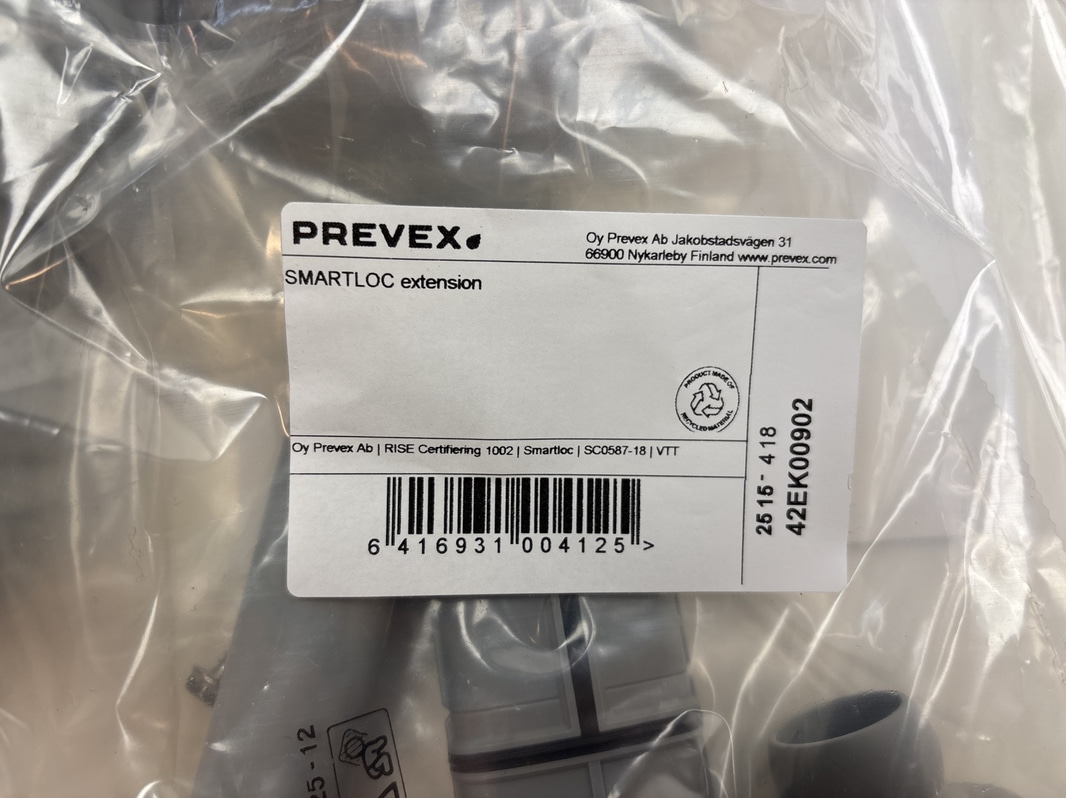 PREVEX
Oy Prevex Ab Jakobstadsvägen 31
66900 Nykarleby Finland www.prevex.com
SMARTLOC extension
PRODUCT MADE OF
RECYCLED MATERIAL
Oy Prevex Ab | RISE Certifiering 1002 | Smartloc | SC0587-18 | VTT
6 416931 004125 >
2515-418
42EK00902
25-12